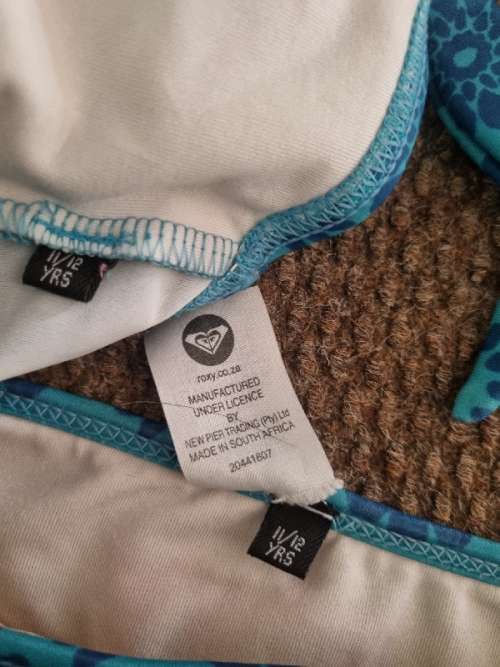 11/12
YRS
roxy.co.za
MANUFACTURED
UNDER LICENCE
BY
NEW PIER TRADING (Pty) Ltd
MADE IN SOUTH AFRICA
20441607
11/12
YRS